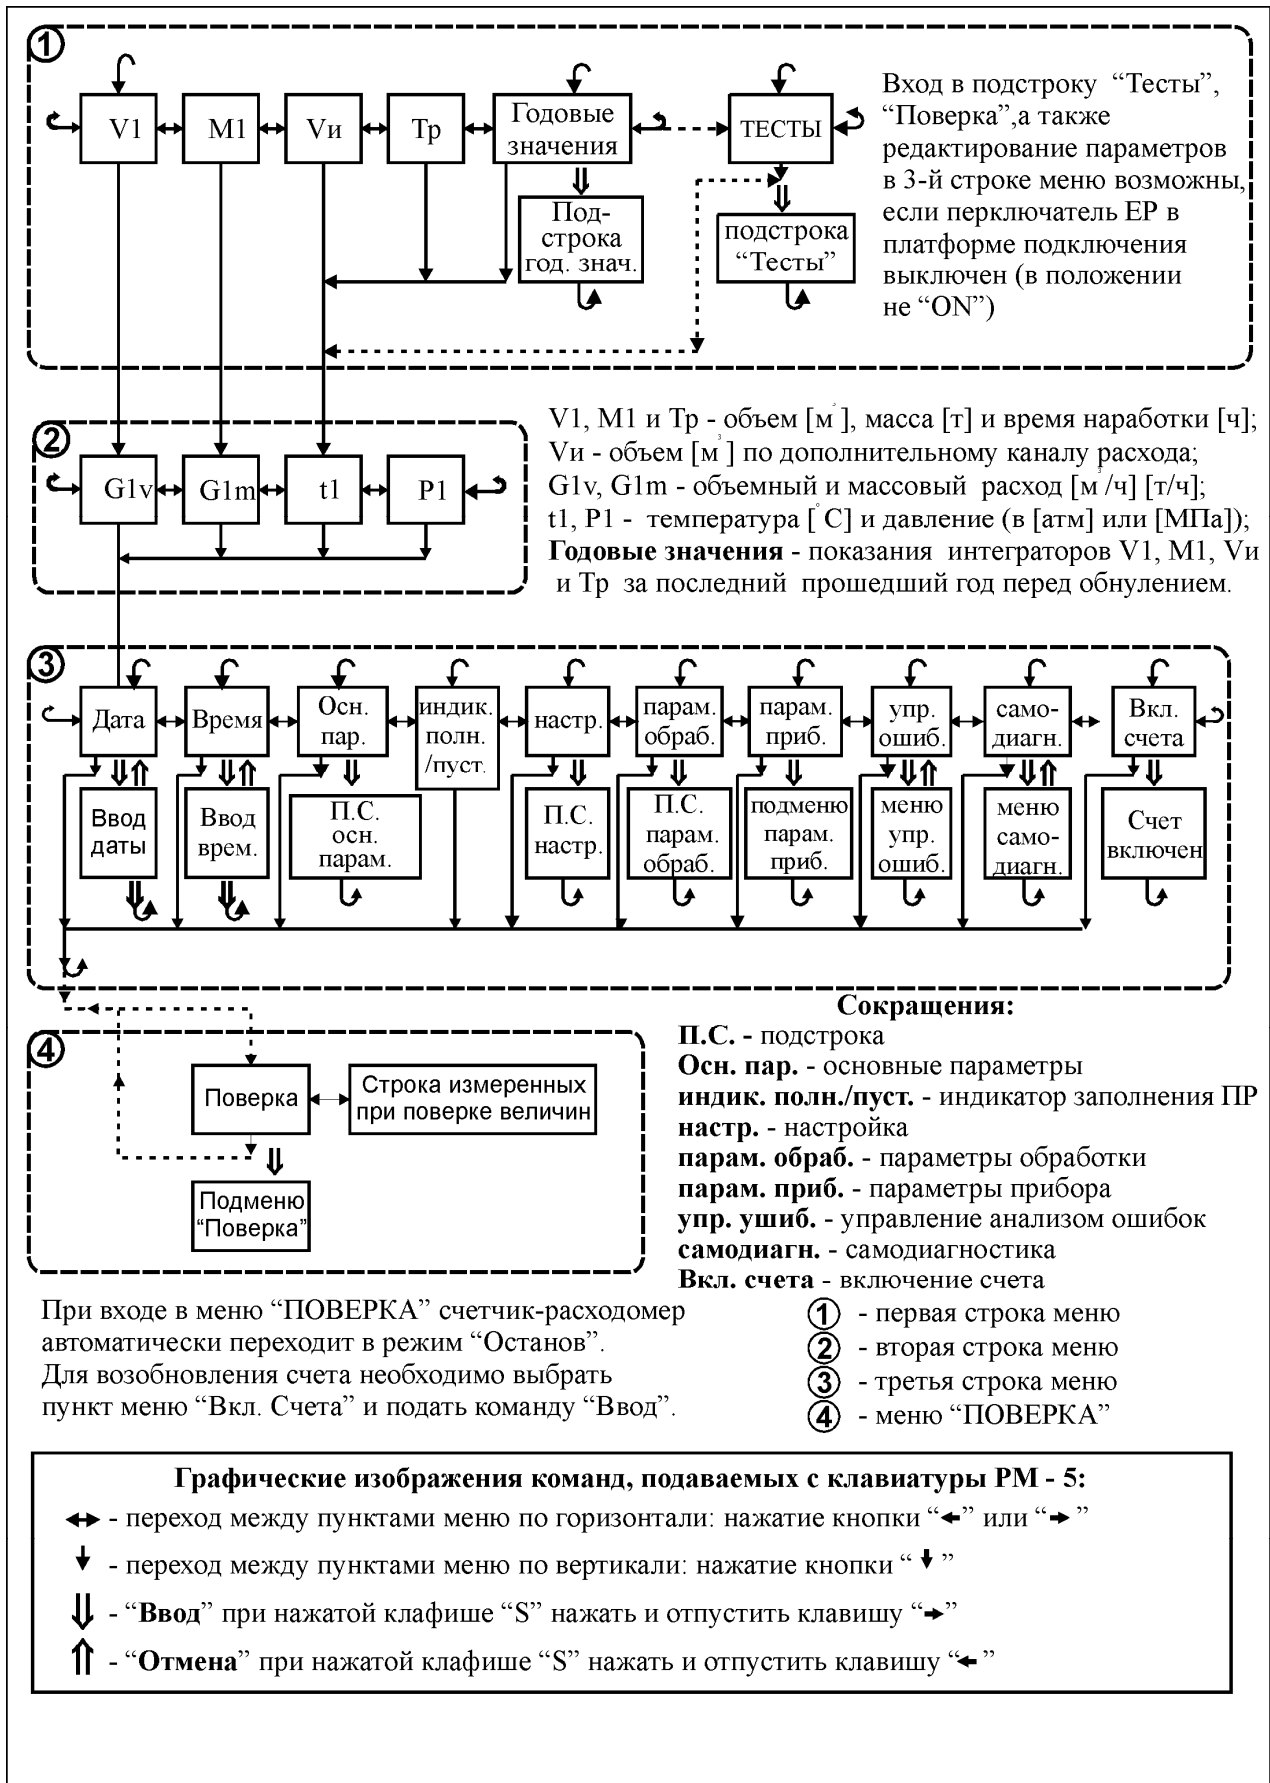 1
V1
M1
Vи
Тр
Годовые
значения
ТЕСТЫ
Под-
строка
год. знач.
подстрока
“Тесты”
Вход в подстроку “Тесты”,
“Поверка”,а также
редактирование параметров
в 3-й строке меню возможны,
если перключатель ЕР в
платформе подключения
выключен (в положении
не “ON”)
2
G1v
G1m
t1
P1
V1, M1 и Тр - объем [м³], масса [т] и время наработки [ч];
Vи - объем [м³] по дополнительному каналу расхода;
G1v, G1m - объемный и массовый расход [м³/ч] [т/ч];
t1, P1 - температура [°C] и давление (в [атм] или [МПа]);
Годовые значения - показания интеграторов V1, M1, Vи
и Тр за последний прошедший год перед обнулением.
3
Дата
Время
Осн.
пар.
индик.
полн.
/пуст.
настр.
парам.
обраб.
парам.
приб.
упр.
ошиб.
само-
диагн.
Вкл.
счета
Ввод
даты
Ввод
врем.
П.С.
осн.
парам.
П.С.
настр.
П.С.
парам.
обраб.
подменю
парам.
приб.
меню
упр.
ошиб.
меню
само-
диагн.
Счет
включен
4
Поверка
Строка измеренных
при поверке величин
Подменю
“Поверка”
Сокращения:
П.С. - подстрока
Осн. пар. - основные параметры
индик. полн./пуст. - индикатор заполнения ПР
настр. - настройка
парам. обраб. - параметры обработки
парам. приб. - параметры прибора
упр. ушиб. - управление анализом ошибок
самодиагн. - самодиагностика
Вкл. счета - включение счета
При входе в меню “ПОВЕРКА” счетчик-расходомер
автоматически переходит в режим “Останов”.
Для возобновления счета необходимо выбрать
пункт меню “Вкл. Счета” и подать команду “Ввод”.
1 - первая строка меню
2 - вторая строка меню
3 - третья строка меню
4 - меню “ПОВЕРКА”
Графические изображения команд, подаваемых с клавиатуры РМ - 5:
↔ - переход между пунктами меню по горизонтали: нажатие кнопки “←” или “→”
↓ - переход между пунктами меню по вертикали: нажатие кнопки “↓”
⇓ - “Ввод” при нажатой клафише “S” нажать и отпустить клавишу “→”
⇑ - “Отмена” при нажатой клафише “S” нажать и отпустить клавишу “←”